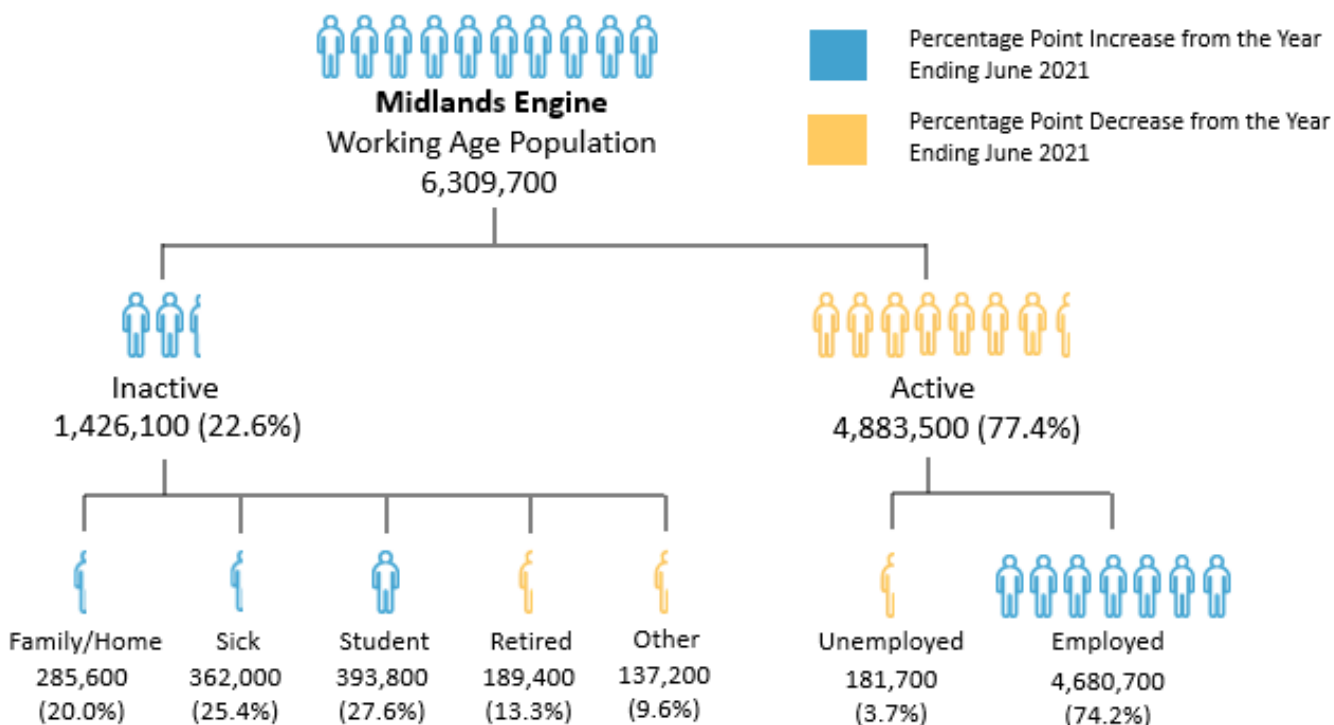 Percentage Point Increase from the Year
Ending June 2021
Percentage Point Decrease from the Year
Ending June 2021
Midlands Engine
Working Age Population
6,309,700
Inactive
1,426,100 (22.6%)
Active
4,883,500 (77.4%)
Family/Home
285,600
(20.0%)
Sick
362,000
(25.4%)
Student
393,800
(27.6%)
Retired
189,400
(13.3%)
Other
137,200
(9.6%)
Unemployed
181,700
(3.7%)
Employed
4,680,700
(74.2%)